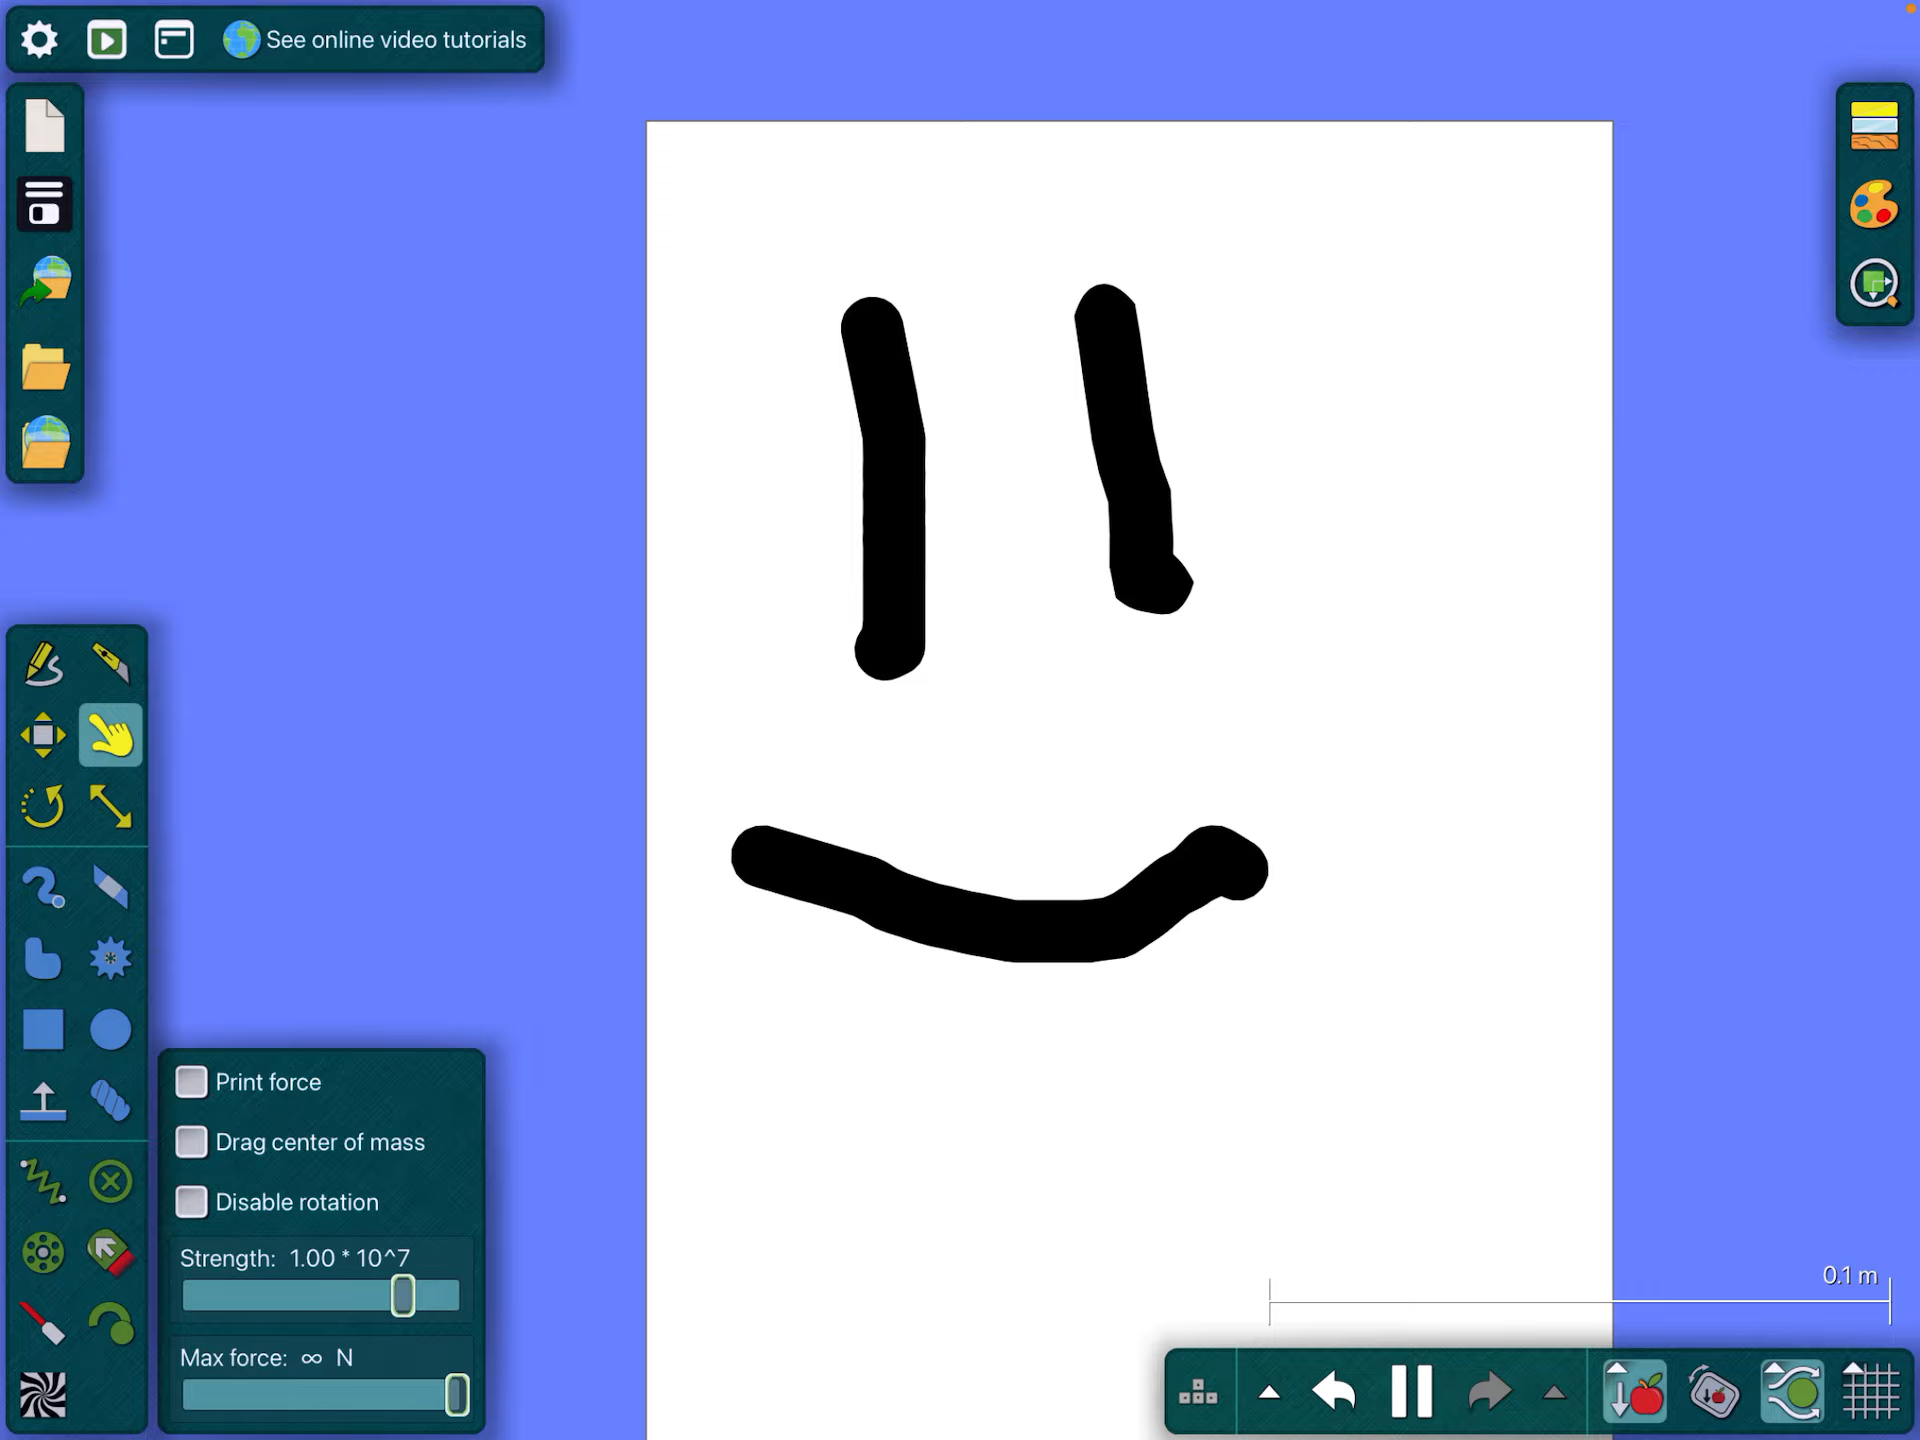 See online video tutorials
Print force
Drag center of mass
Disable rotation
Strength: 1.00 * 10^7
Max force: ∞ N
0.1 m